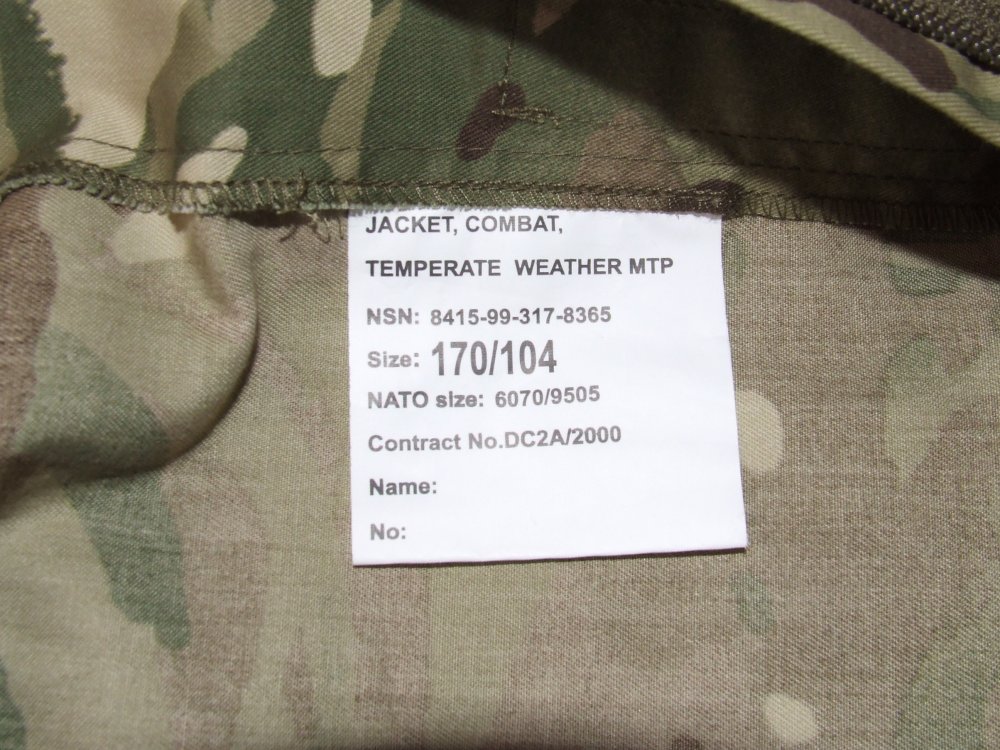 JACKET, COMBAT,
TEMPERATE WEATHER MTP
NSN: 8415-99-317-8365
Size: 170/104
NATO size: 6070/9505
Contract No.DC2A/2000
Name:
No: